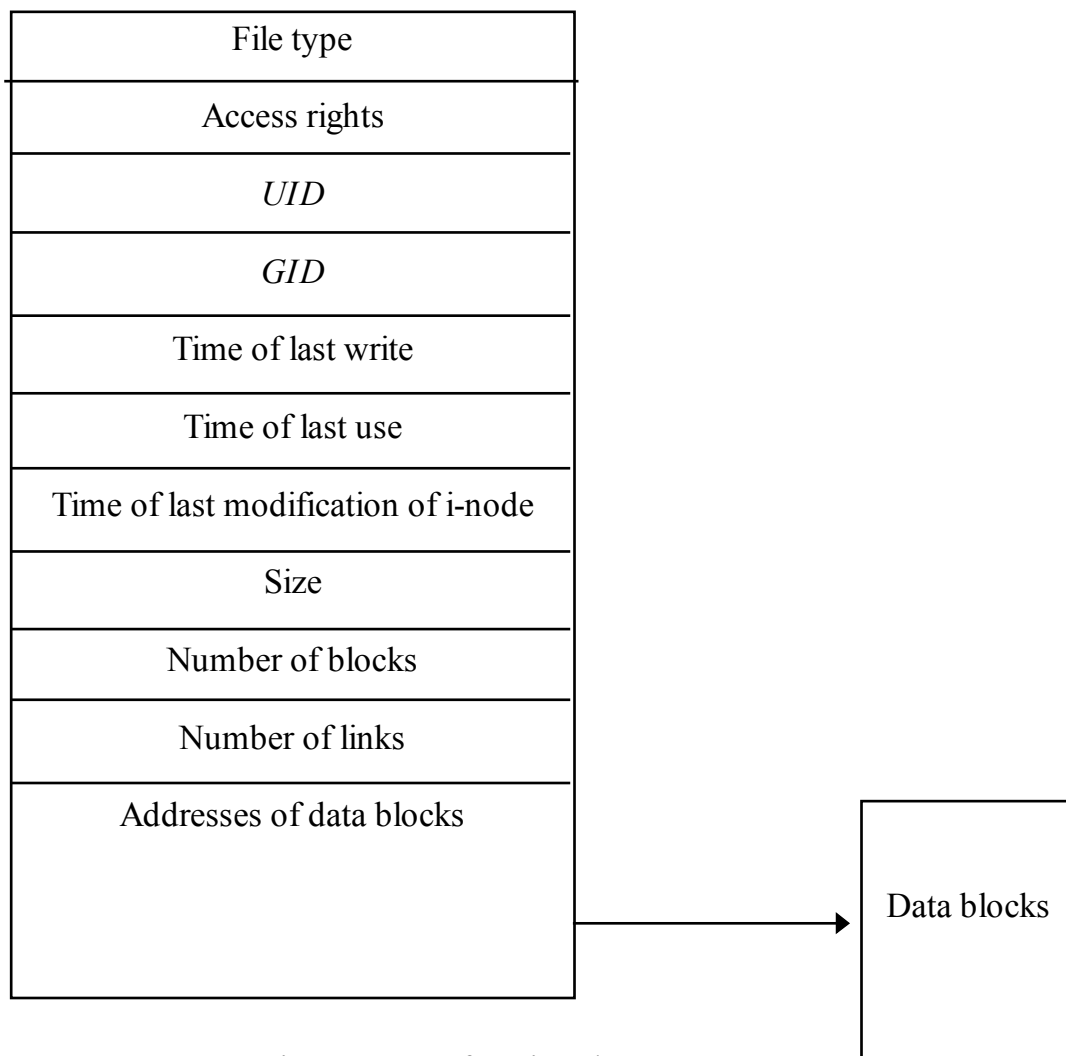 File type
Access rights
UID
GID
Time of last write
Time of last use
Time of last modification of i-node
Size
Number of blocks
Number of links
Addresses of data blocks
Data blocks